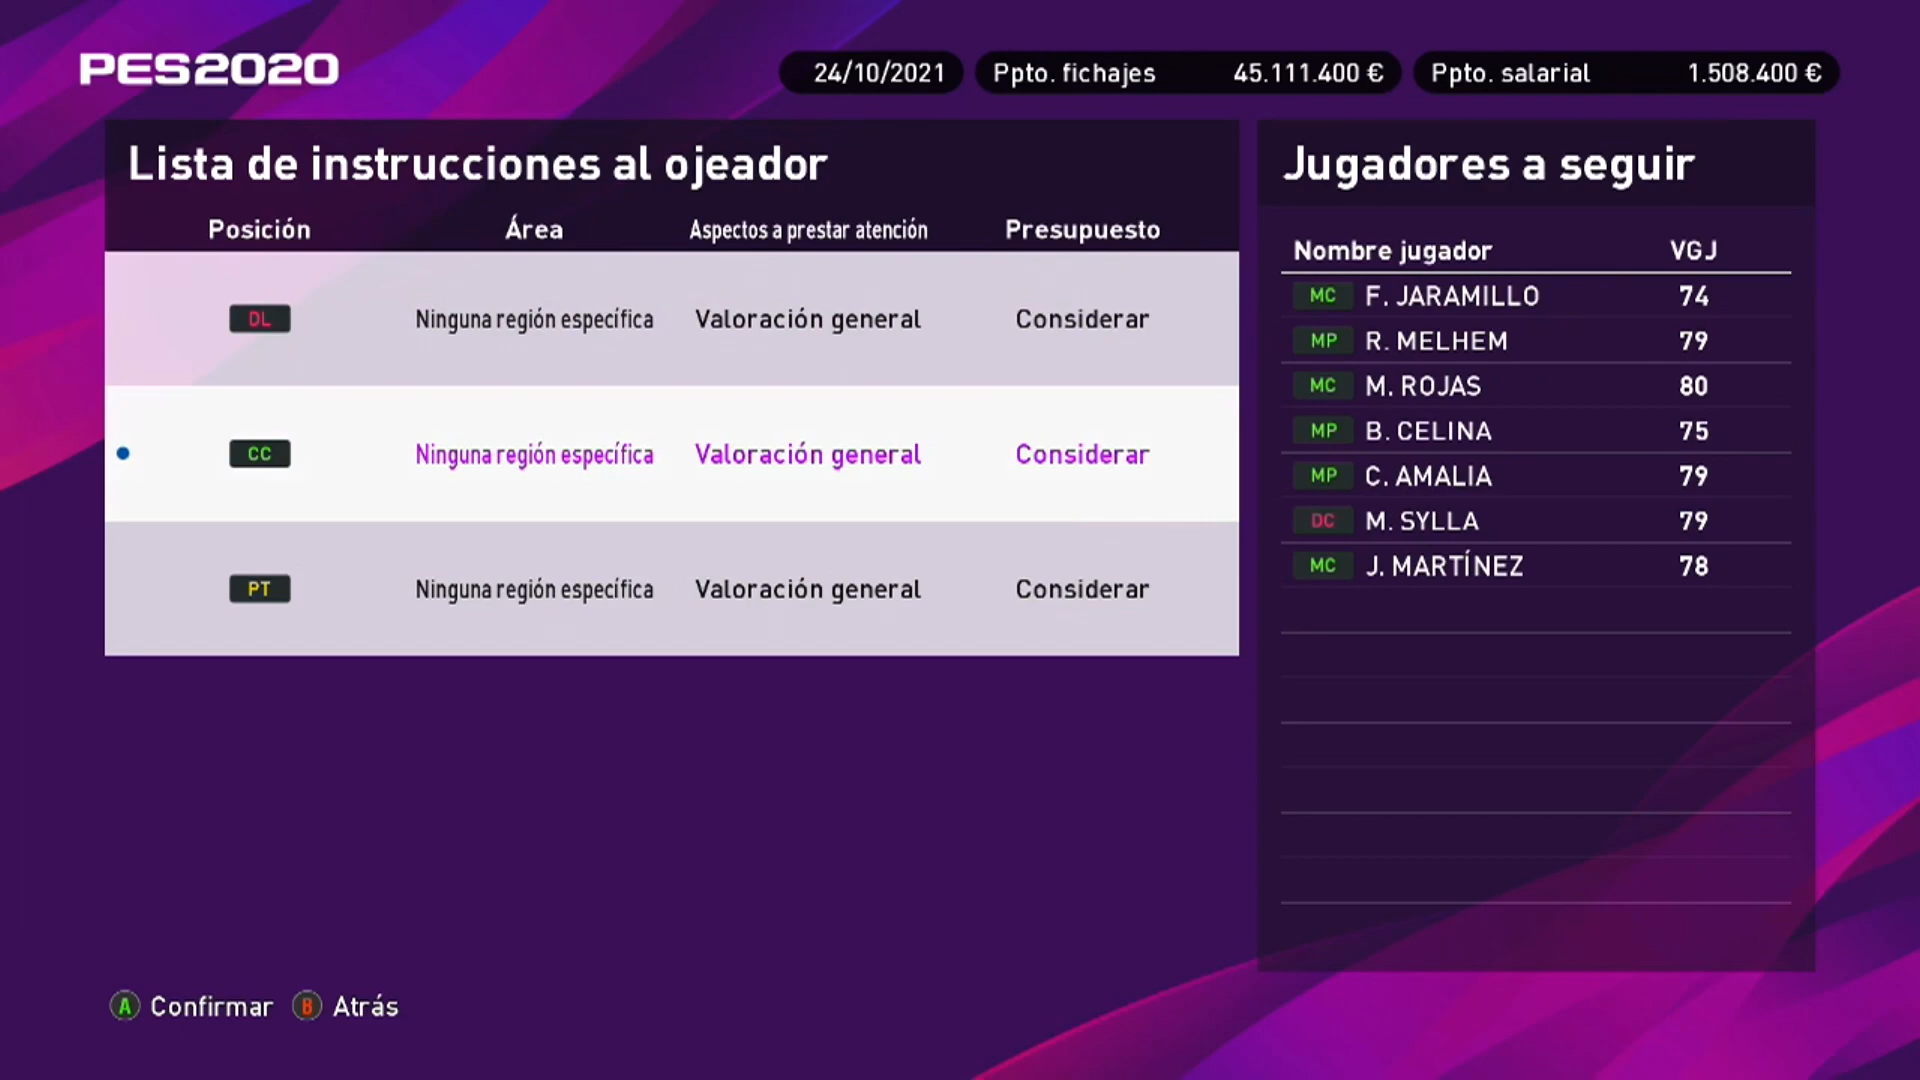 PES2020
24/10/2021 Ppto. fichajes 45.111.400 € Ppto. salarial 1.508.400 €
Lista de instrucciones al ojeador
Posición Área Aspectos a prestar atención Presupuesto
DL Ninguna región específica Valoración general Considerar
CC Ninguna región específica Valoración general Considerar
PT Ninguna región específica Valoración general Considerar
Jugadores a seguir
Nombre jugador VGJ
MC F. JARAMILLO 74
MP R. MELHEM 79
MC M. ROJAS 80
MP B. CELINA 75
MP C. AMALIA 79
DC M. SYLLA 79
MC J. MARTÍNEZ 78
A Confirmar B Atrás